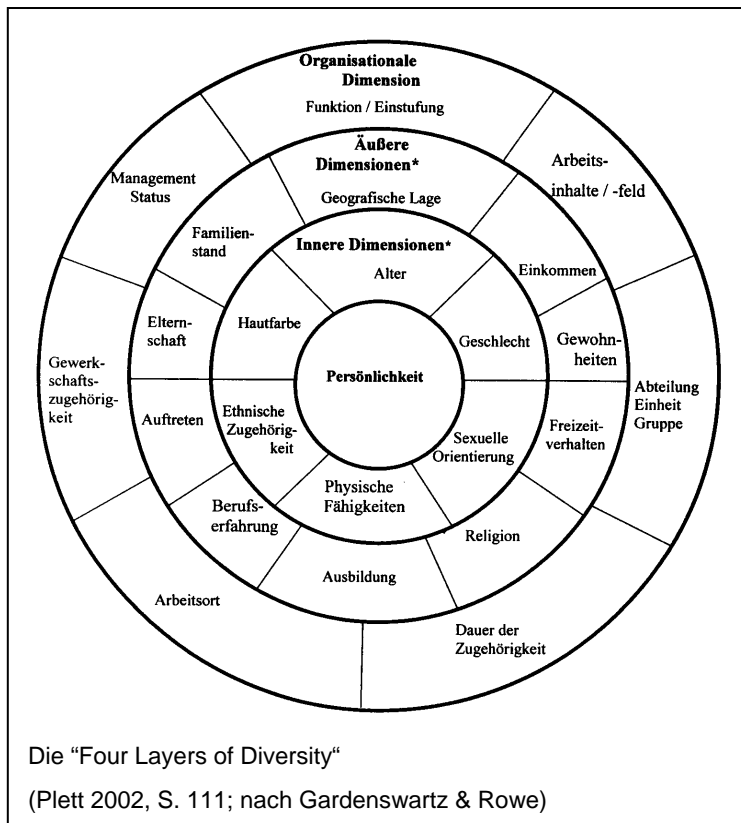 Organisationale
Dimension
Funktion / Einstufung
Äußere
Dimensionen*
Geografische Lage
Innere Dimensionen*
Alter
Persönlichkeit
Management
Status
Arbeits-
inhalte / -feld
Familien-
stand
Einkommen
Eltern-
schaft
Hautfarbe
Geschlecht
Gewohn-
heiten
Gewerk-
schafts-
zugehörig-
keit
Abteilung
Einheit
Gruppe
Auftreten
Ethnische
Zugehörig-
keit
Sexuelle
Orientierung
Freizeit-
verhalten
Physische
Fähigkeiten
Berufs-
erfahrung
Religion
Ausbildung
Arbeitsort
Dauer der
Zugehörigkeit
Die “Four Layers of Diversity“
(Plett 2002, S. 111; nach Gardenswartz & Rowe)